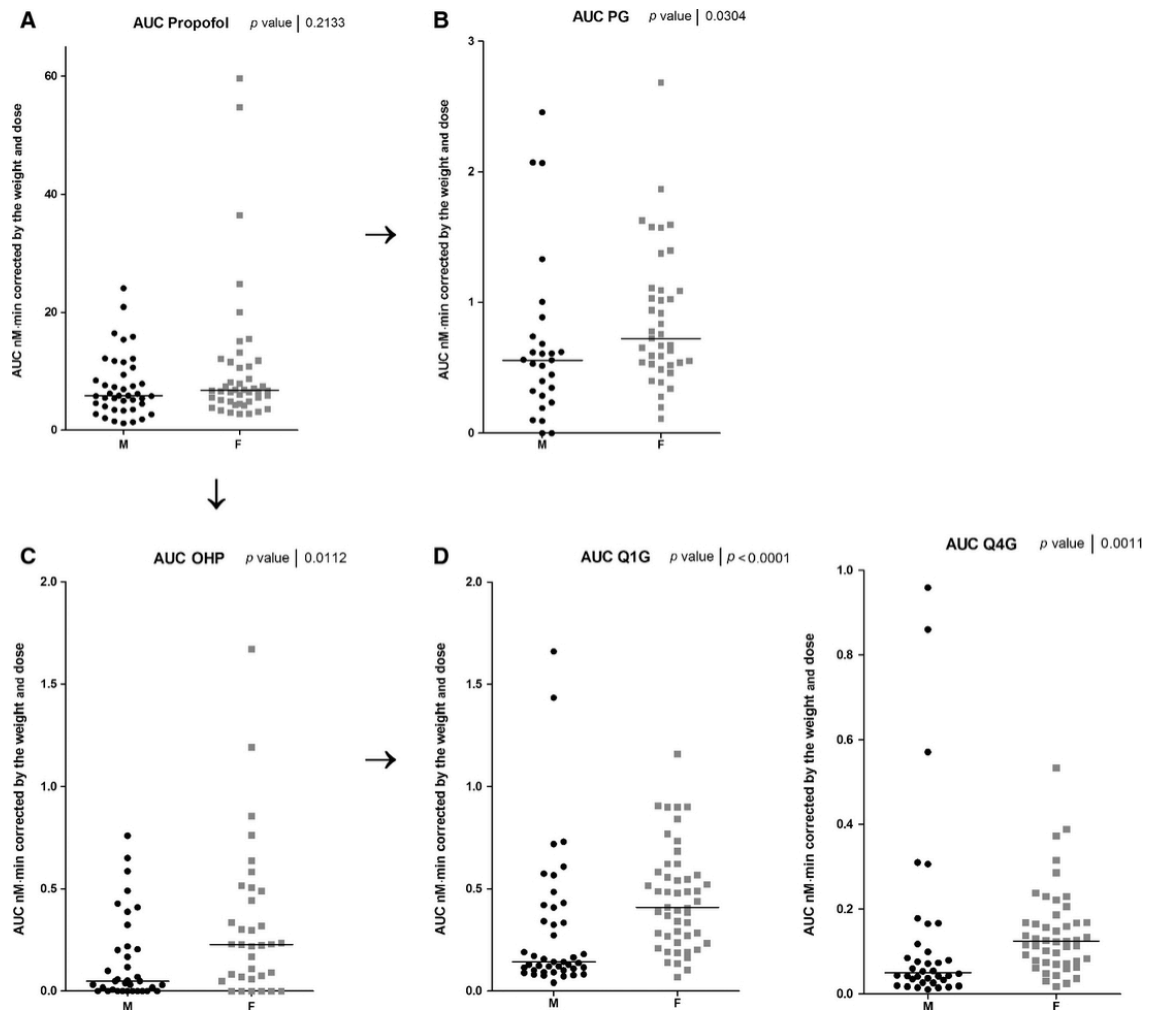 A
AUC Propofol p value | 0.2133
AUC nM·min corrected by the weight and dose
60
40
20
0
M F
B
AUC PG p value | 0.0304
AUC nM·min corrected by the weight and dose
3
2
1
0
M F
C
AUC OHP p value | 0.0112
AUC nM·min corrected by the weight and dose
2.0
1.5
1.0
0.5
0.0
M F
D
AUC Q1G p value | p < 0.0001
AUC nM·min corrected by the weight and dose
2.0
1.5
1.0
0.5
0.0
M F
AUC Q4G p value | 0.0011
AUC nM·min corrected by the weight and dose
1.0
0.8
0.6
0.4
0.2
0.0
M F